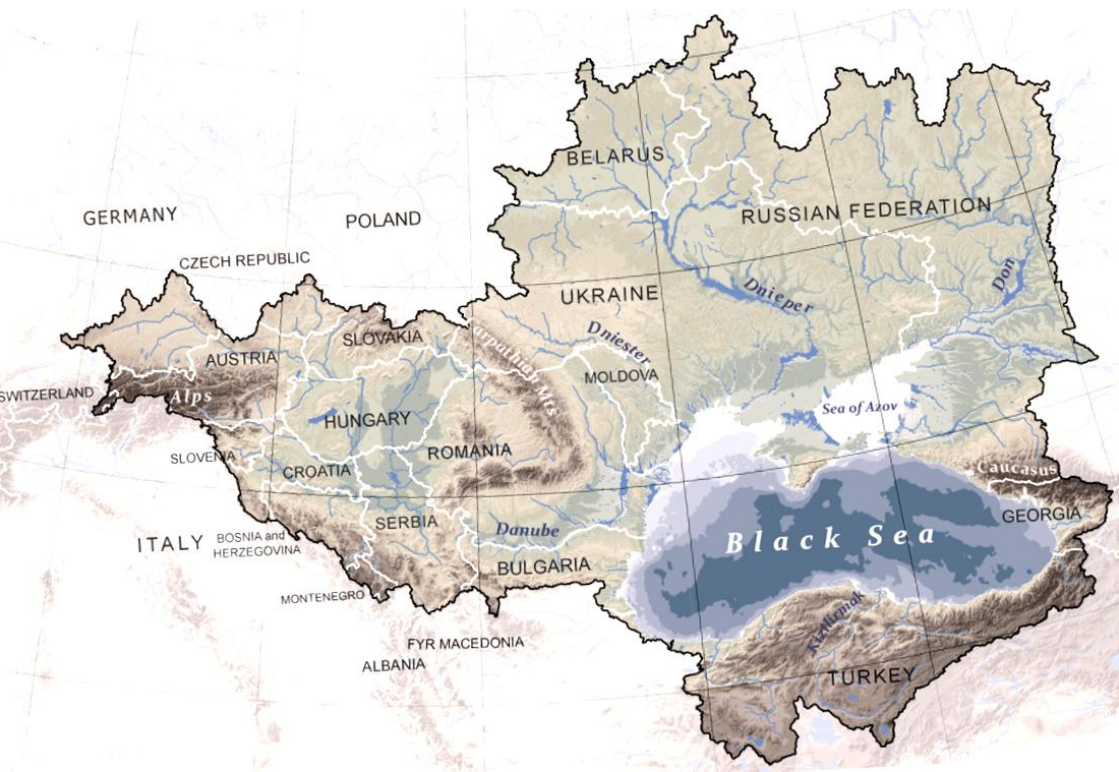 BELARUS
RUSSIAN FEDERATION
GERMANY
POLAND
CZECH REPUBLIC
UKRAINE
Dnieper
Don
SLOVAKIA
Carpathian Mts
Dniester
AUSTRIA
MOLDOVA
SWITZERLAND
Alps
HUNGARY
Sea of Azov
ROMANIA
SLOVENIA
CROATIA
Caucasus
SERBIA
GEORGIA
Danube
Black Sea
ITALY
BOSNIA and
HERZEGOVINA
BULGARIA
MONTENEGRO
Kizilirmak
FYR MACEDONIA
ALBANIA
TURKEY